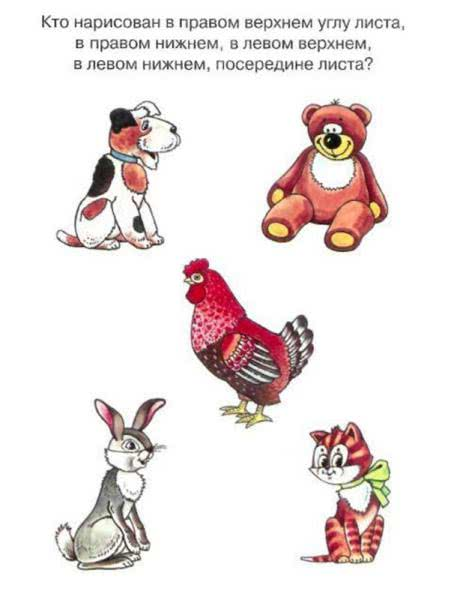 Кто нарисован в правом верхнем углу листа,
в правом нижнем, в левом верхнем,
в левом нижнем, посередине листа?